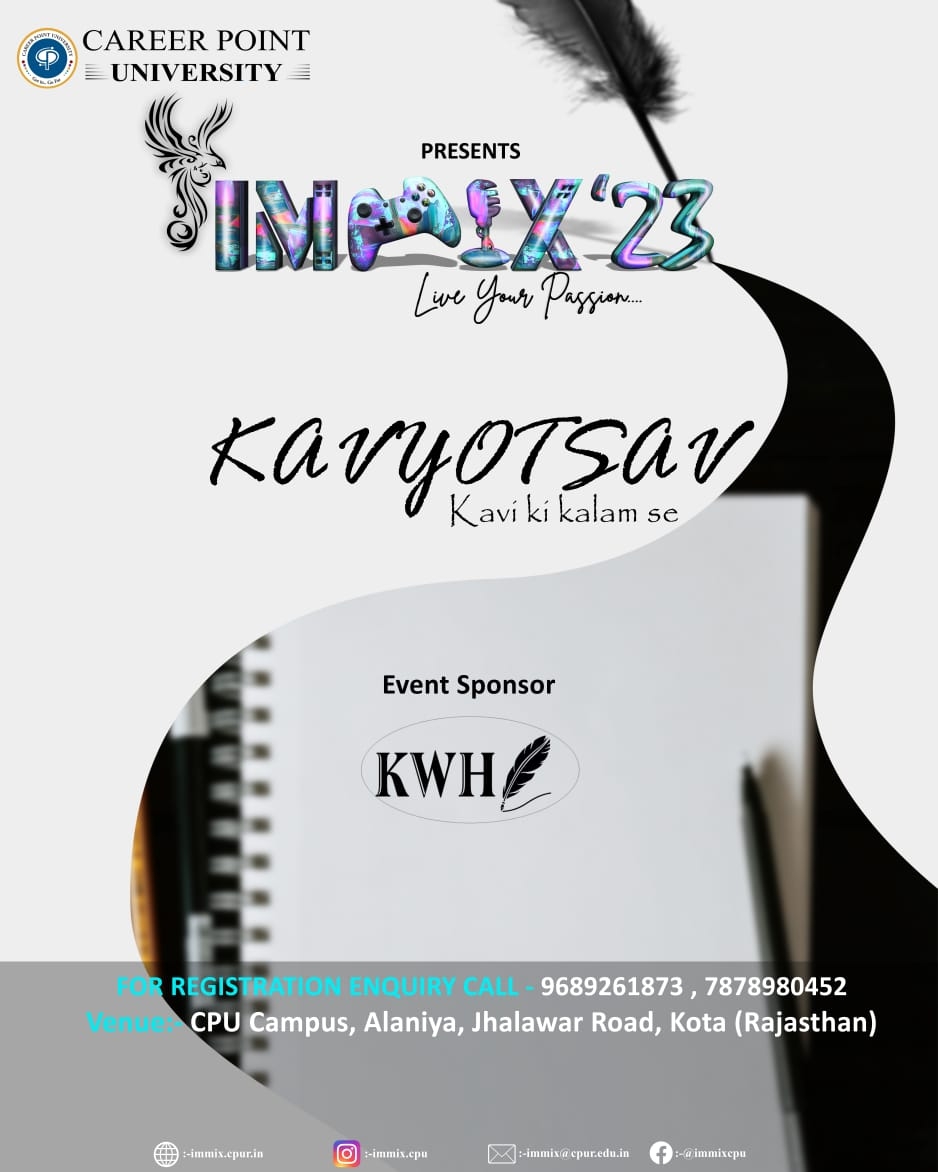 CAREER POINT
UNIVERSITY
PRESENTS
IMMIX '23
Live Your Passion....
KAVYOTSAV
Kavi ki kalam se
Event Sponsor
KWH
FOR REGISTRATION ENQUIRY CALL - 9689261873 , 7878980452
Venue:- CPU Campus, Alaniya, Jhalawar Road, Kota (Rajasthan)
:-immix.cpur.in :-immix.cpu :-immix@cpur.edu.in :-@immixcpu